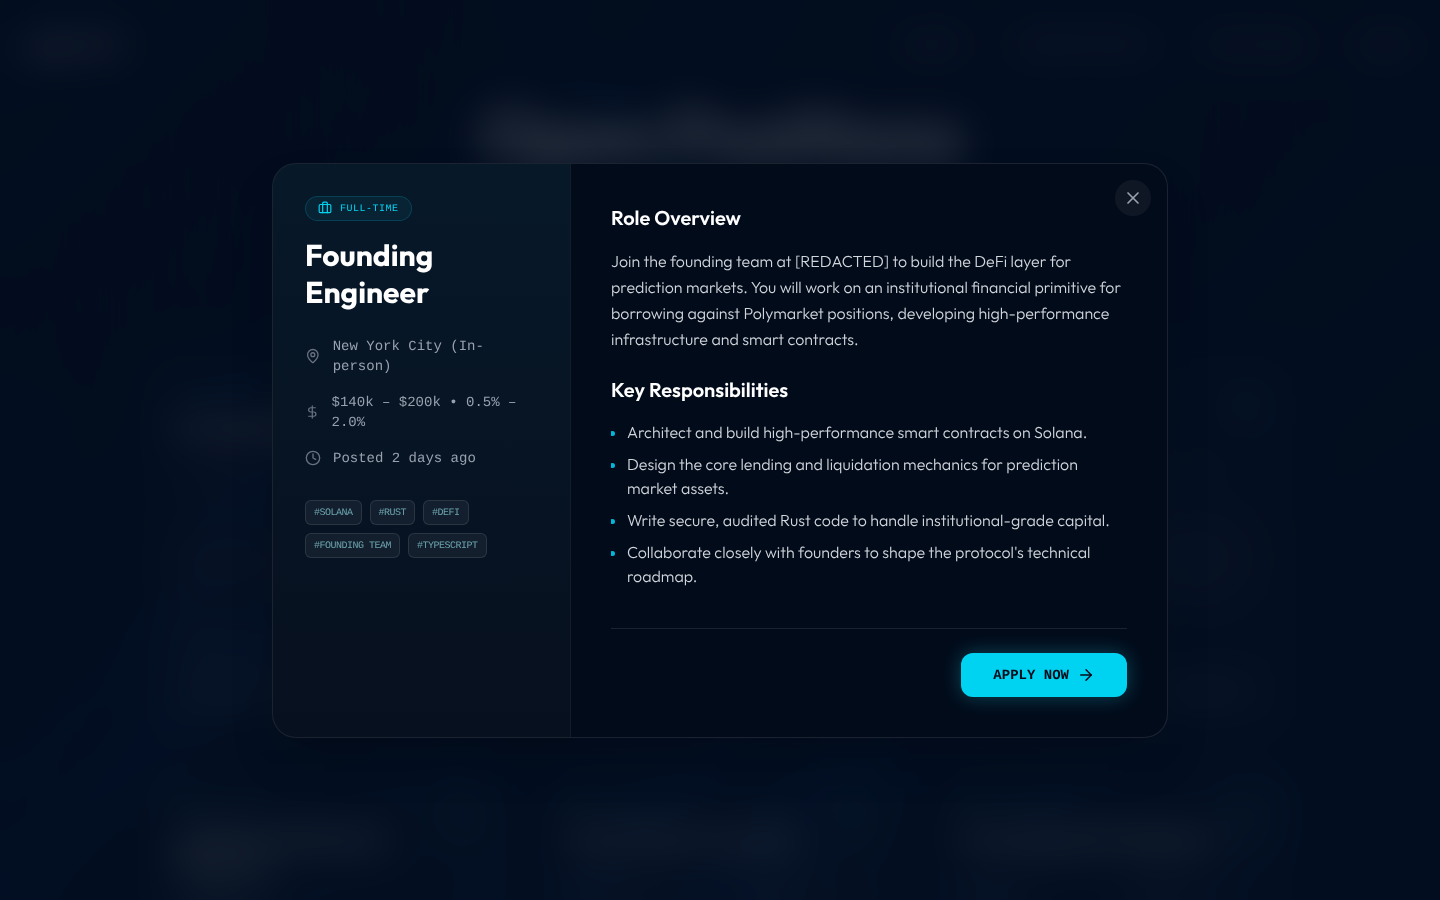 FULL-TIME
Founding
Engineer
New York City (In-
person)
$140k – $200k • 0.5% –
2.0%
Posted 2 days ago
#SOLANA #RUST #DEFI
#FOUNDING TEAM #TYPESCRIPT
Role Overview
Join the founding team at [REDACTED] to build the DeFi layer for
prediction markets. You will work on an institutional financial primitive for
borrowing against Polymarket positions, developing high-performance
infrastructure and smart contracts.
Key Responsibilities
Architect and build high-performance smart contracts on Solana.
Design the core lending and liquidation mechanics for prediction
market assets.
Write secure, audited Rust code to handle institutional-grade capital.
Collaborate closely with founders to shape the protocol's technical
roadmap.
APPLY NOW